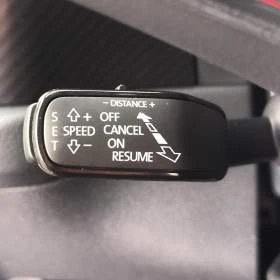 − DISTANCE +
S ⇧+ OFF
E SPEED CANCEL
T ⇩− ON
RESUME